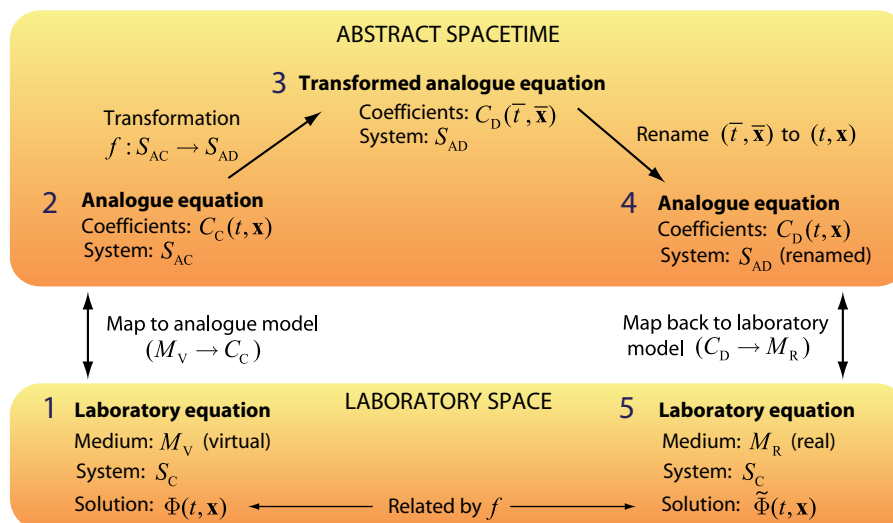 ABSTRACT SPACETIME
3 Transformed analogue equation
Coefficients: C_D(t̅, x̅)
System: S_AD
Transformation
f : S_AC → S_AD
Rename (t̅, x̅) to (t, x)
2 Analogue equation
Coefficients: C_C(t, x)
System: S_AC
4 Analogue equation
Coefficients: C_D(t, x)
System: S_AD (renamed)
Map to analogue model
(M_V → C_C)
Map back to laboratory
model (C_D → M_R)
LABORATORY SPACE
1 Laboratory equation
Medium: M_V (virtual)
System: S_C
Solution: Φ(t, x)
Related by f
5 Laboratory equation
Medium: M_R (real)
System: S_C
Solution: Φ̃(t, x)